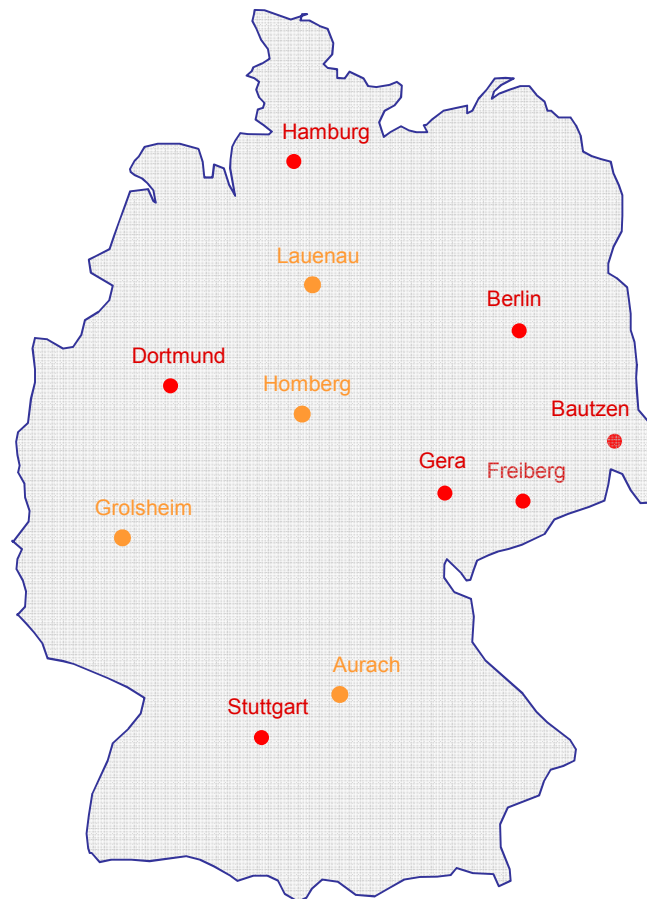 Hamburg
Lauenau
Berlin
Dortmund
Homberg
Bautzen
Gera
Freiberg
Grolsheim
Aurach
Stuttgart